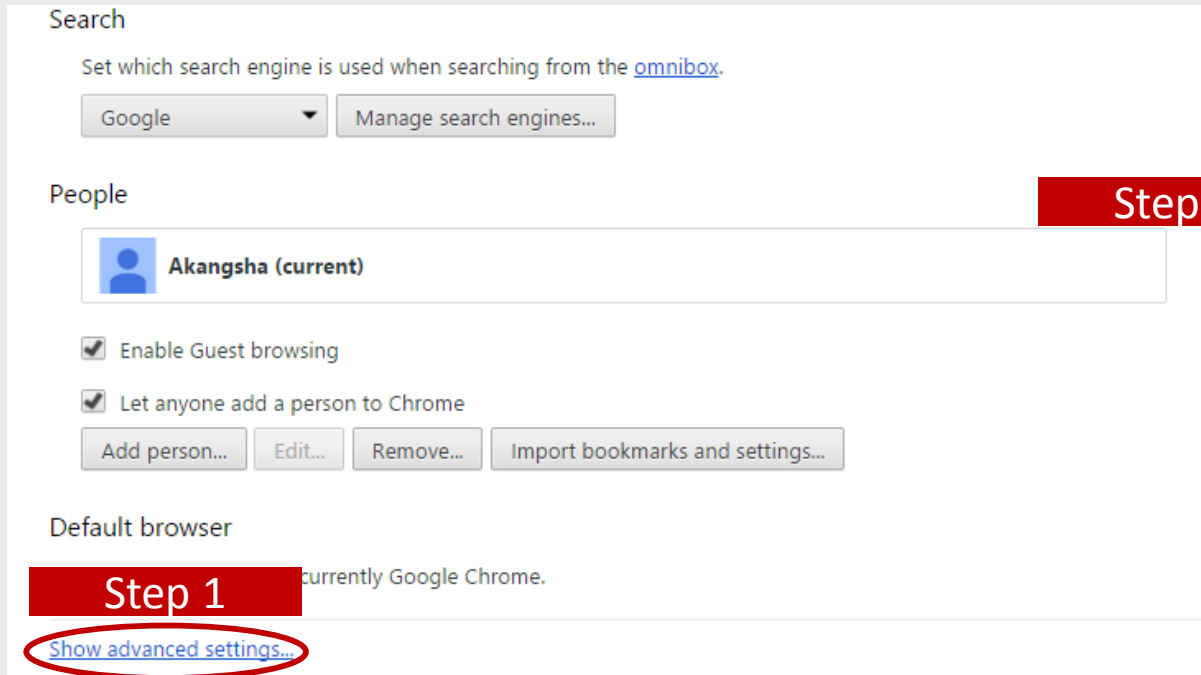 Search
Set which search engine is used when searching from the omnibox.
Google Manage search engines...
People
Step
Akangsha (current)
Enable Guest browsing
Let anyone add a person to Chrome
Add person... Edit... Remove... Import bookmarks and settings...
Default browser
Step 1 currently Google Chrome.
Show advanced settings...